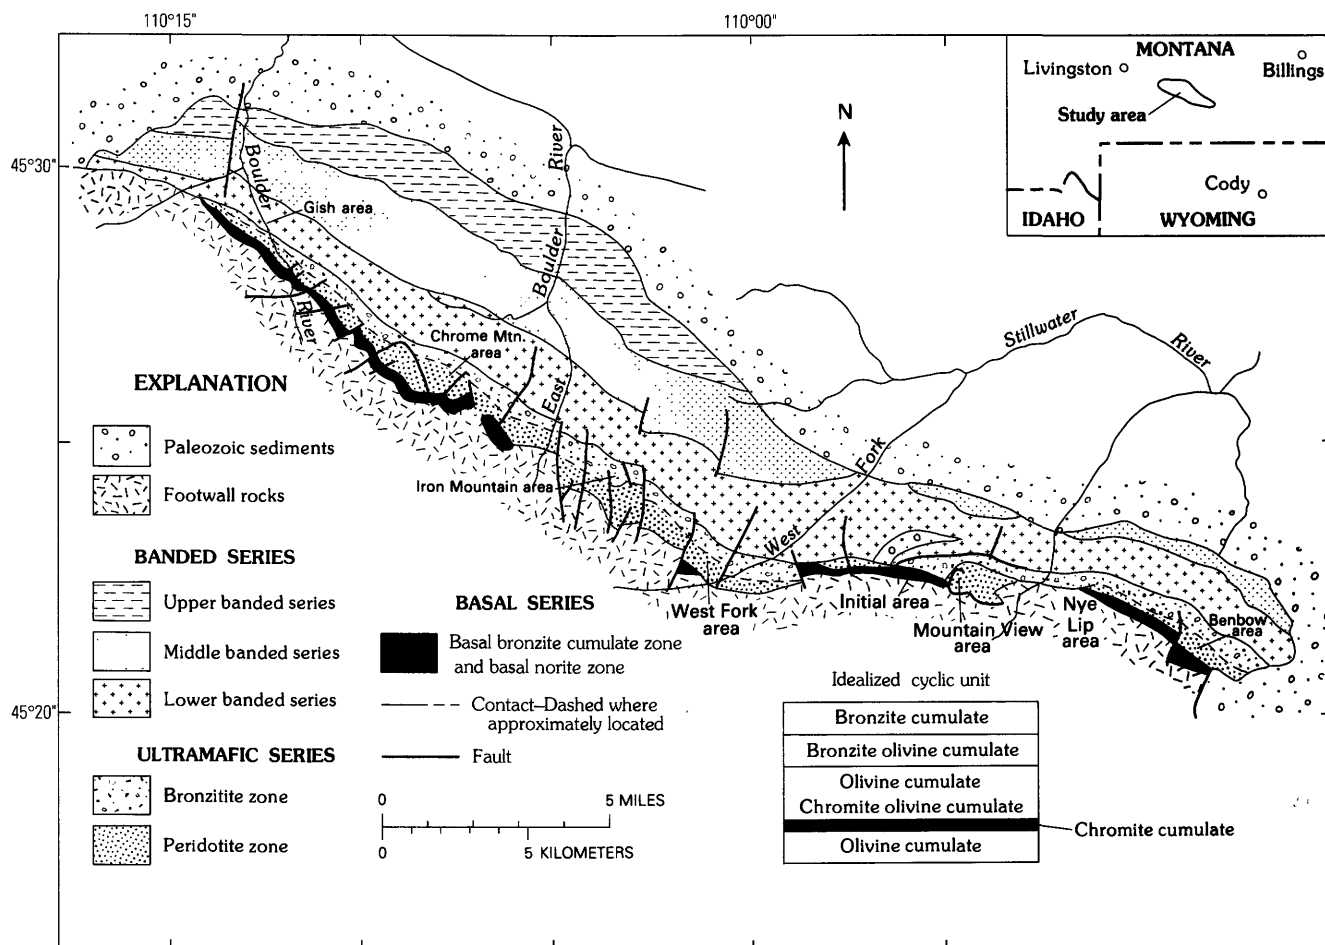 110°15"
110°00"
45°30"
45°20"
MONTANA
Livingston
Billings
Study area
Cody
IDAHO
WYOMING
N
Boulder
River
Gish area
River
Boulder
East
Chrome Mtn.
area
Stillwater
River
Iron Mountain area
West
Fork
West Fork
area
Initial area
Mountain View
area
Nye
Lip
area
Benbow
area
EXPLANATION
Paleozoic sediments
Footwall rocks
BANDED SERIES
Upper banded series
Middle banded series
Lower banded series
ULTRAMAFIC SERIES
Bronzitite zone
Peridotite zone
BASAL SERIES
Basal bronzite cumulate zone
and basal norite zone
Contact–Dashed where
approximately located
Fault
0
5 MILES
0
5 KILOMETERS
Idealized cyclic unit
Bronzite cumulate
Bronzite olivine cumulate
Olivine cumulate
Chromite olivine cumulate
Chromite cumulate
Olivine cumulate